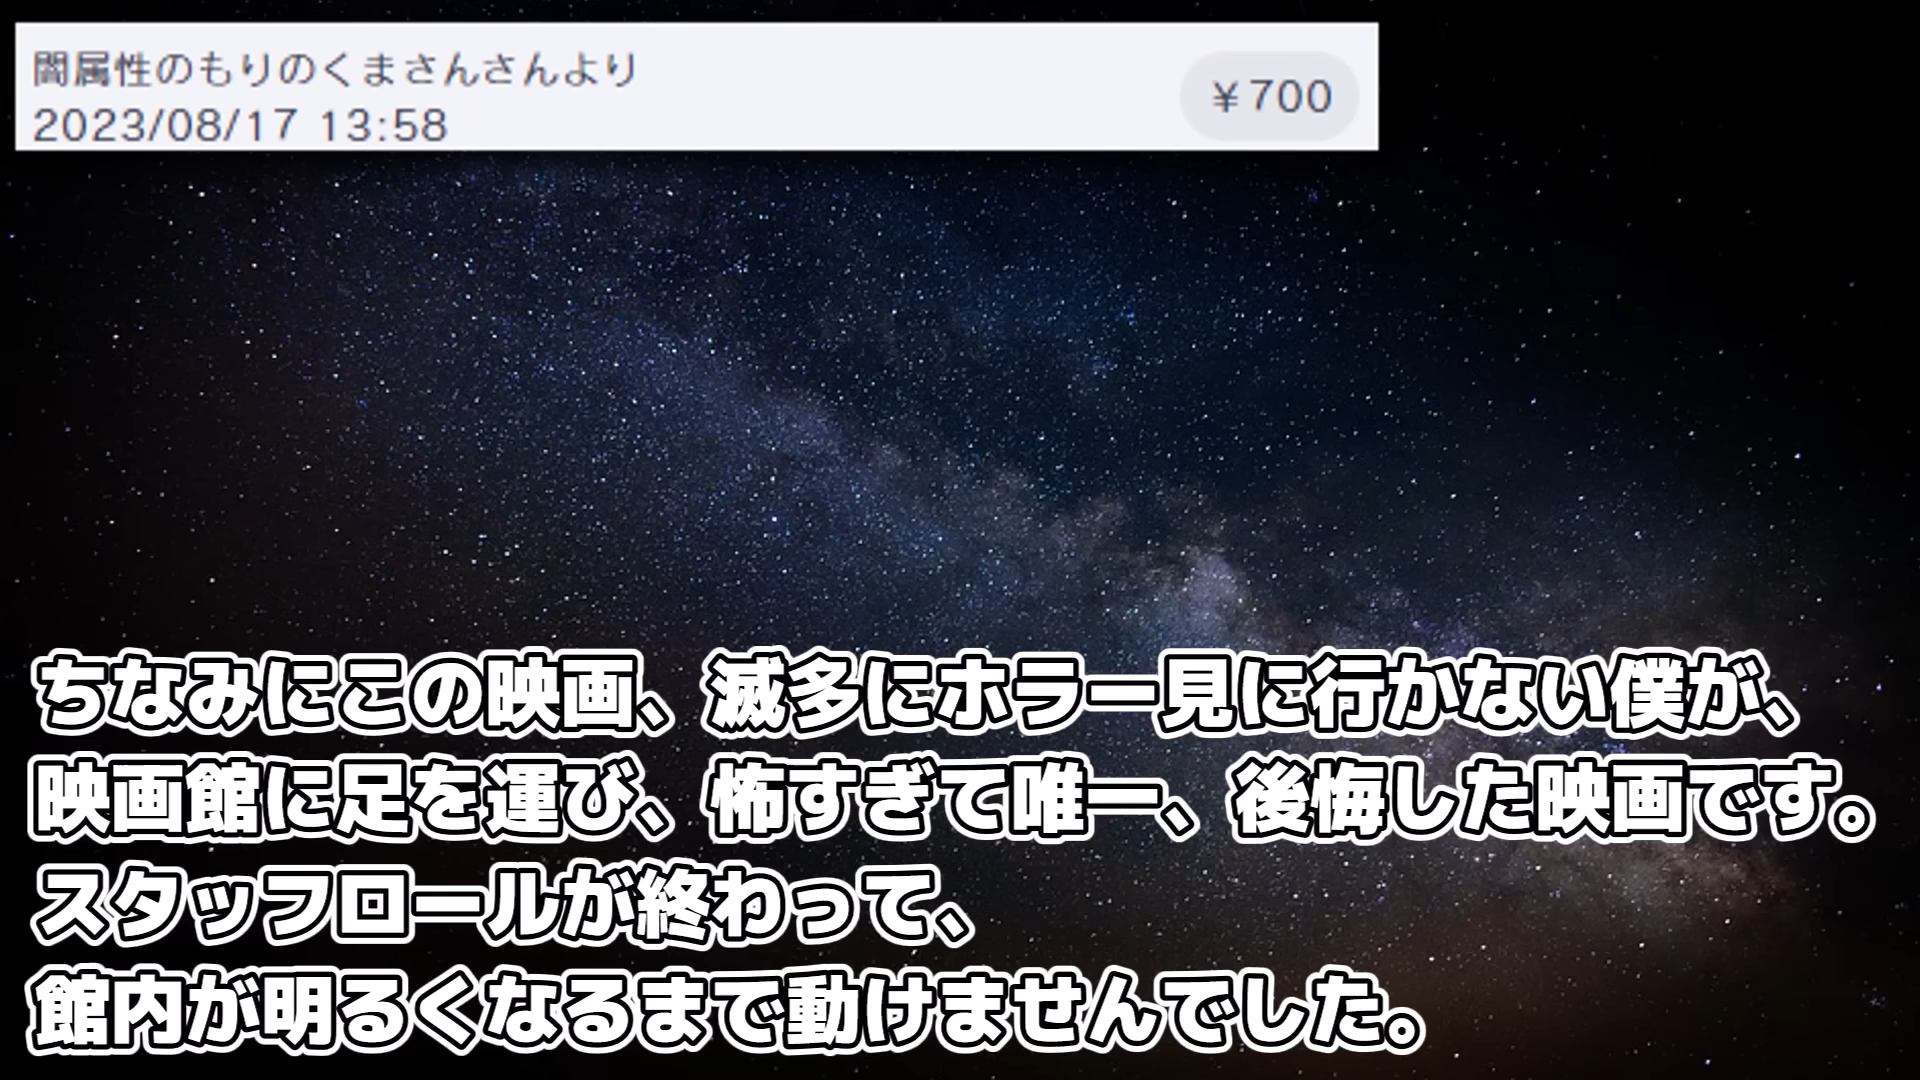 闇属性のもりのくまさんさんより
2023/08/17 13:58
￥700
ちなみにこの映画、滅多にホラー見に行かない僕が、
映画館に足を運び、怖すぎて唯一、後悔した映画です。
スタッフロールが終わって、
館内が明るくなるまで動けませんでした。